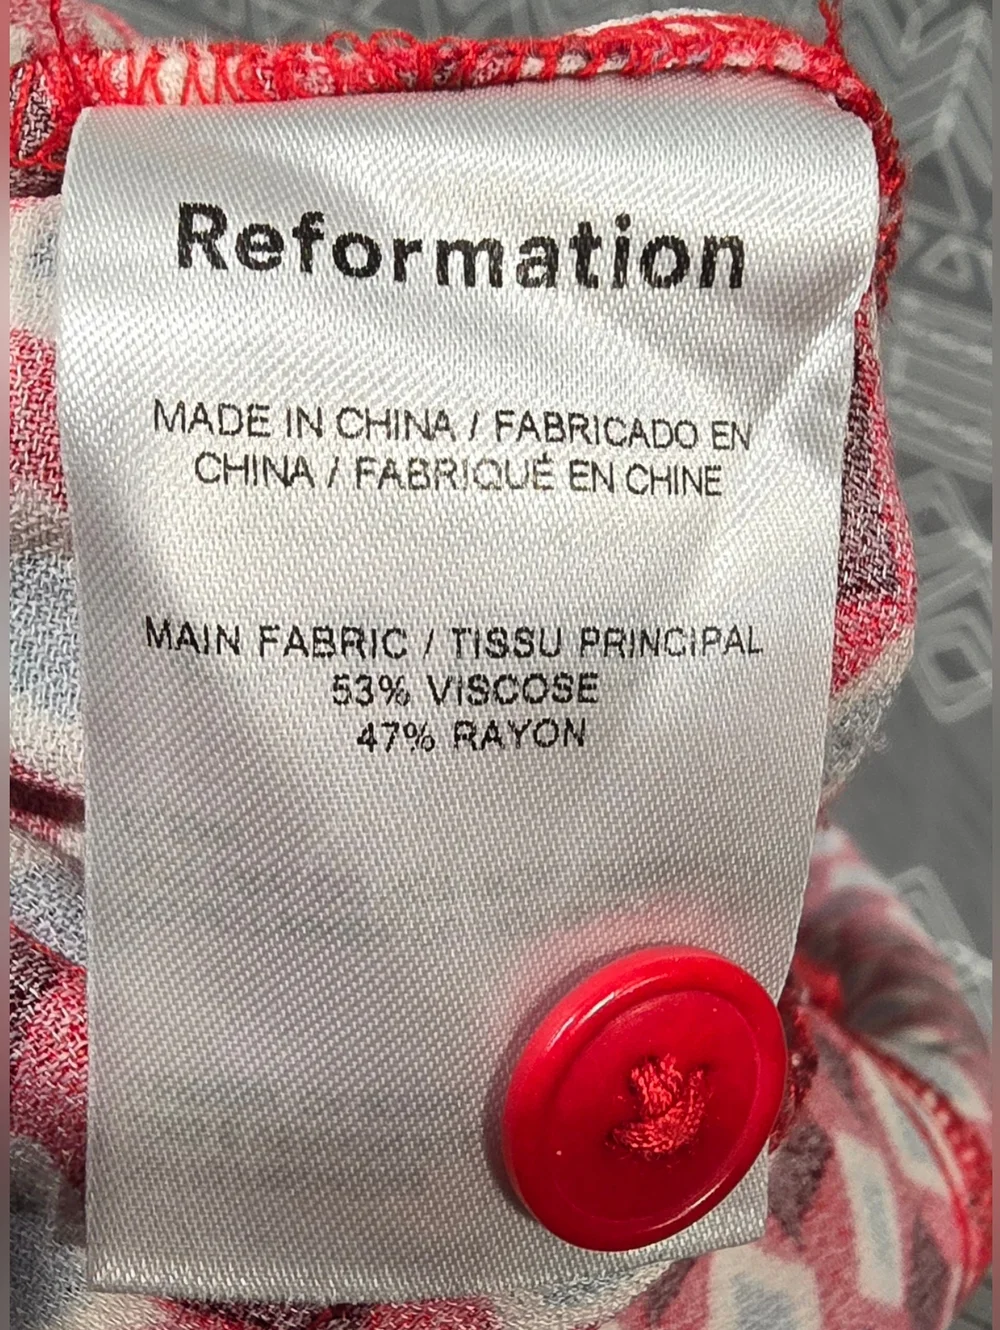 Reformation
MADE IN CHINA / FABRICADO EN
CHINA / FABRIQUÉ EN CHINE
MAIN FABRIC / TISSU PRINCIPAL
53% VISCOSE
47% RAYON